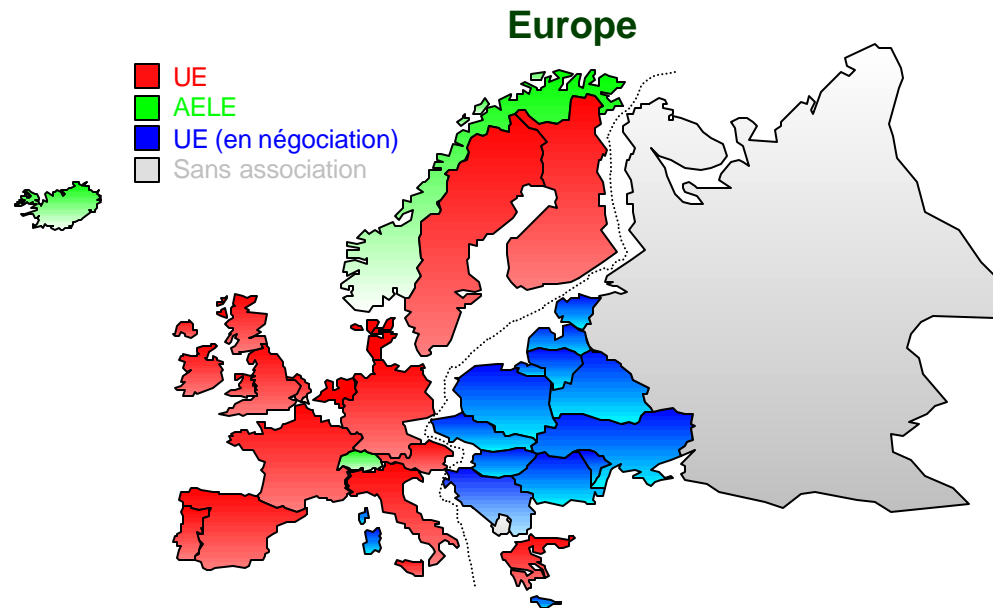 Europe
UE
AELE
UE (en négociation)
Sans association